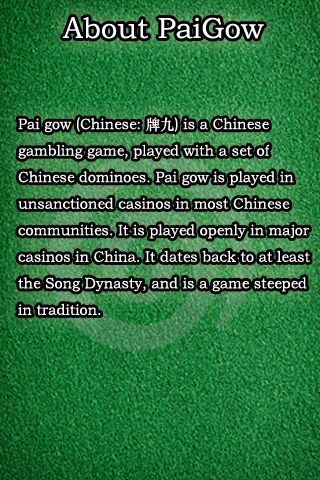 About PaiGow
Pai gow (Chinese: 牌九) is a Chinese
gambling game, played with a set of
Chinese dominoes. Pai gow is played in
unsanctioned casinos in most Chinese
communities. It is played openly in major
casinos in China. It dates back to at least
the Song Dynasty, and is a game steeped
in tradition.